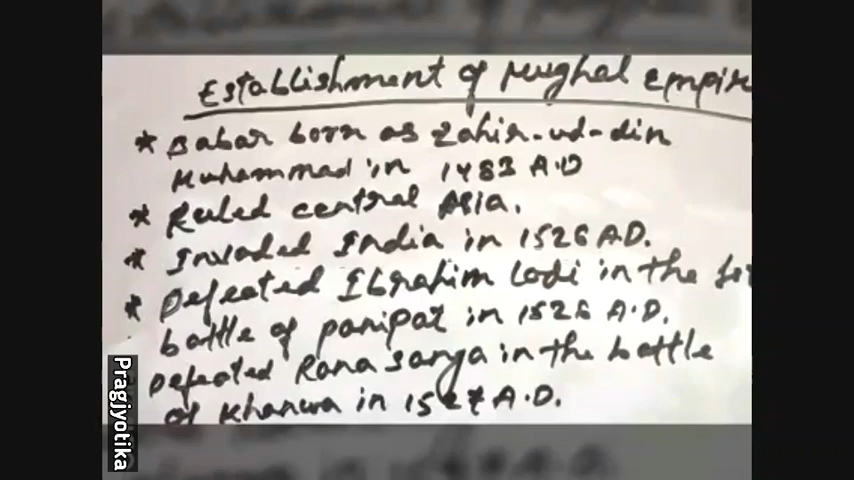 Establishment of Mughal Empire
* Babar born as Zahir-ud-din
Muhammad in 1483 A.D
* Ruled central Asia.
* Invaded India in 1526 A.D.
* Defeated Ibrahim Lodi in the
battle of panipat in 1526 A.D.
Defeated Rana Sanga in the battle
of Khanwa in 1527 A.D.
Pragjyotika